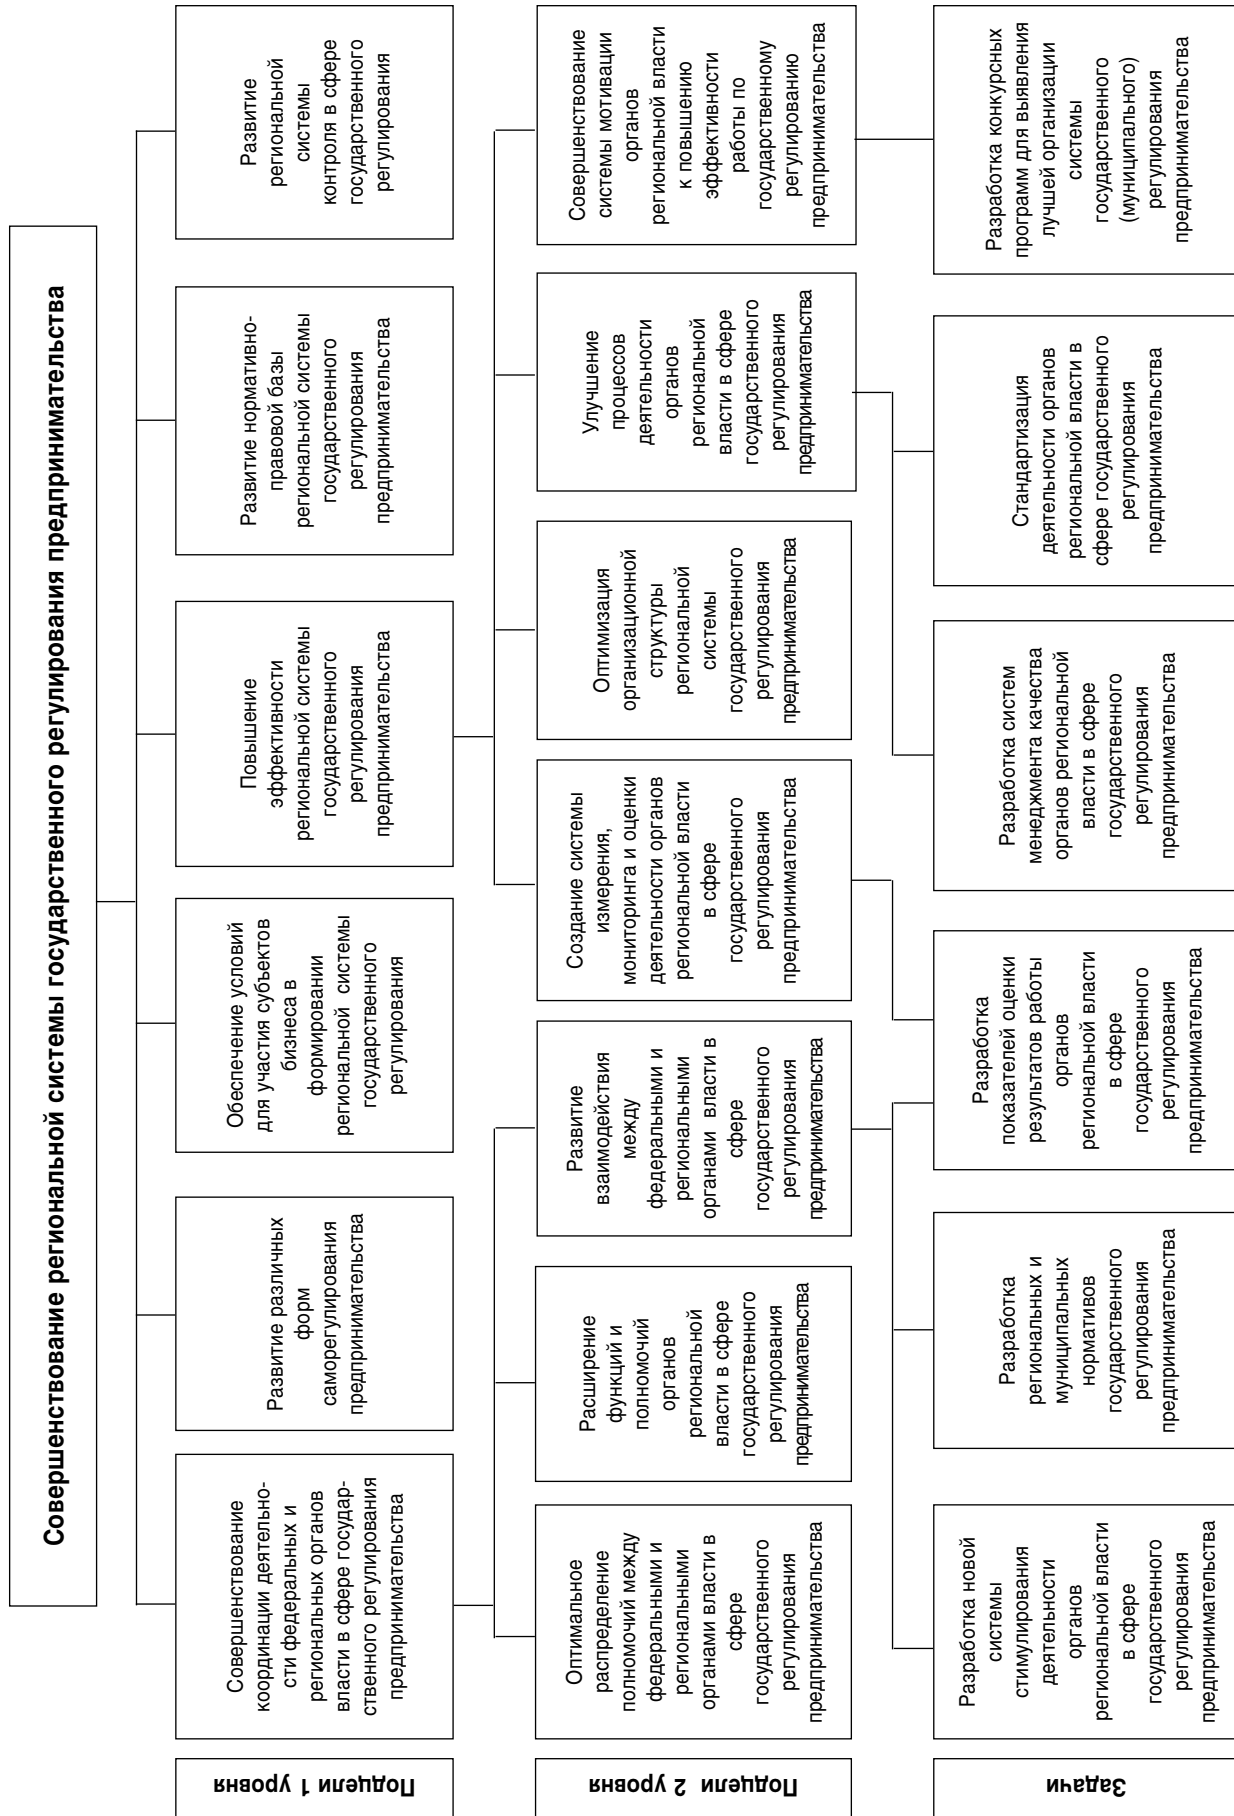 Совершенствование региональной системы государственного регулирования предпринимательства
Подцели 1 уровня
Совершенствование
координации деятельно-
сти федеральных и
региональных органов
власти в сфере государ-
ственного регулирования
предпринимательства
Развитие различных
форм
саморегулирования
предпринимательства
Обеспечение условий
для участия субъектов
бизнеса в
формировании
региональной системы
государственного
регулирования
Повышение
эффективности
региональной системы
государственного
регулирования
предпринимательства
Развитие нормативно-
правовой базы
региональной системы
государственного
регулирования
предпринимательства
Развитие
региональной
системы
контроля в сфере
государственного
регулирования
Подцели 2 уровня
Оптимальное
распределение
полномочий между
федеральными и
региональными
органами власти в
сфере
государственного
регулирования
предпринимательства
Расширение
функций и
полномочий
органов
региональной
власти в сфере
государственного
регулирования
предпринимательства
Развитие
взаимодействия
между
федеральными и
региональными
органами власти в
сфере
государственного
регулирования
предпринимательства
Создание системы
измерения,
мониторинга и оценки
деятельности органов
региональной власти
в сфере
государственного
регулирования
предпринимательства
Оптимизация
организационной
структуры
региональной
системы
государственного
регулирования
предпринимательства
Улучшение
процессов
деятельности
органов
региональной
власти в сфере
государственного
регулирования
предпринимательства
Совершенствование
системы мотивации
органов
региональной власти
к повышению
эффективности
работы по
государственному
регулированию
предпринимательства
Задачи
Разработка новой
системы
стимулирования
деятельности
органов
региональной власти
в сфере
государственного
регулирования
предпринимательства
Разработка
региональных и
муниципальных
нормативов
государственного
регулирования
предпринимательства
Разработка
показателей оценки
результатов работы
органов
региональной власти
в сфере
государственного
регулирования
предпринимательства
Разработка систем
менеджмента качества
органов региональной
власти в сфере
государственного
регулирования
предпринимательства
Стандартизация
деятельности органов
региональной власти в
сфере государственного
регулирования
предпринимательства
Разработка конкурсных
программ для выявления
лучшей организации
системы
государственного
(муниципального)
регулирования
предпринимательства